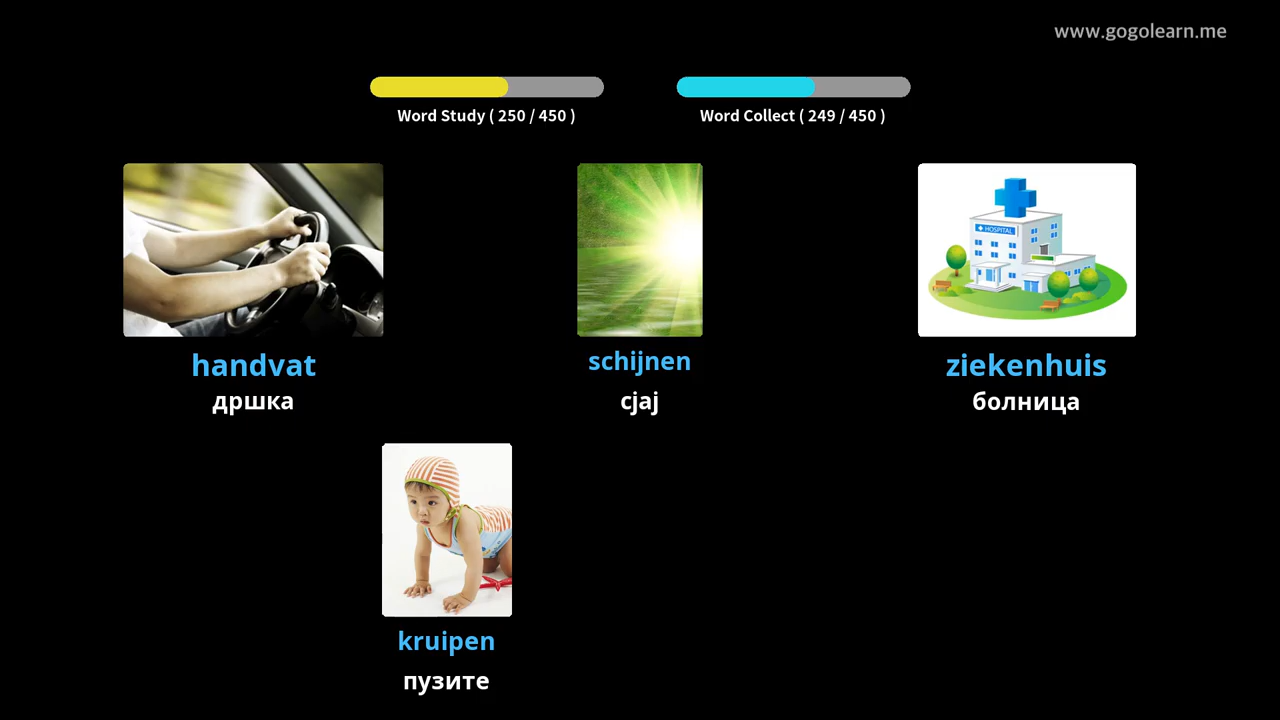 www.gogolearn.me
Word Study ( 250 / 450 )
Word Collect ( 249 / 450 )
HOSPITAL
handvat
schijnen
ziekenhuis
дршка
сјај
болница
kruipen
пузите